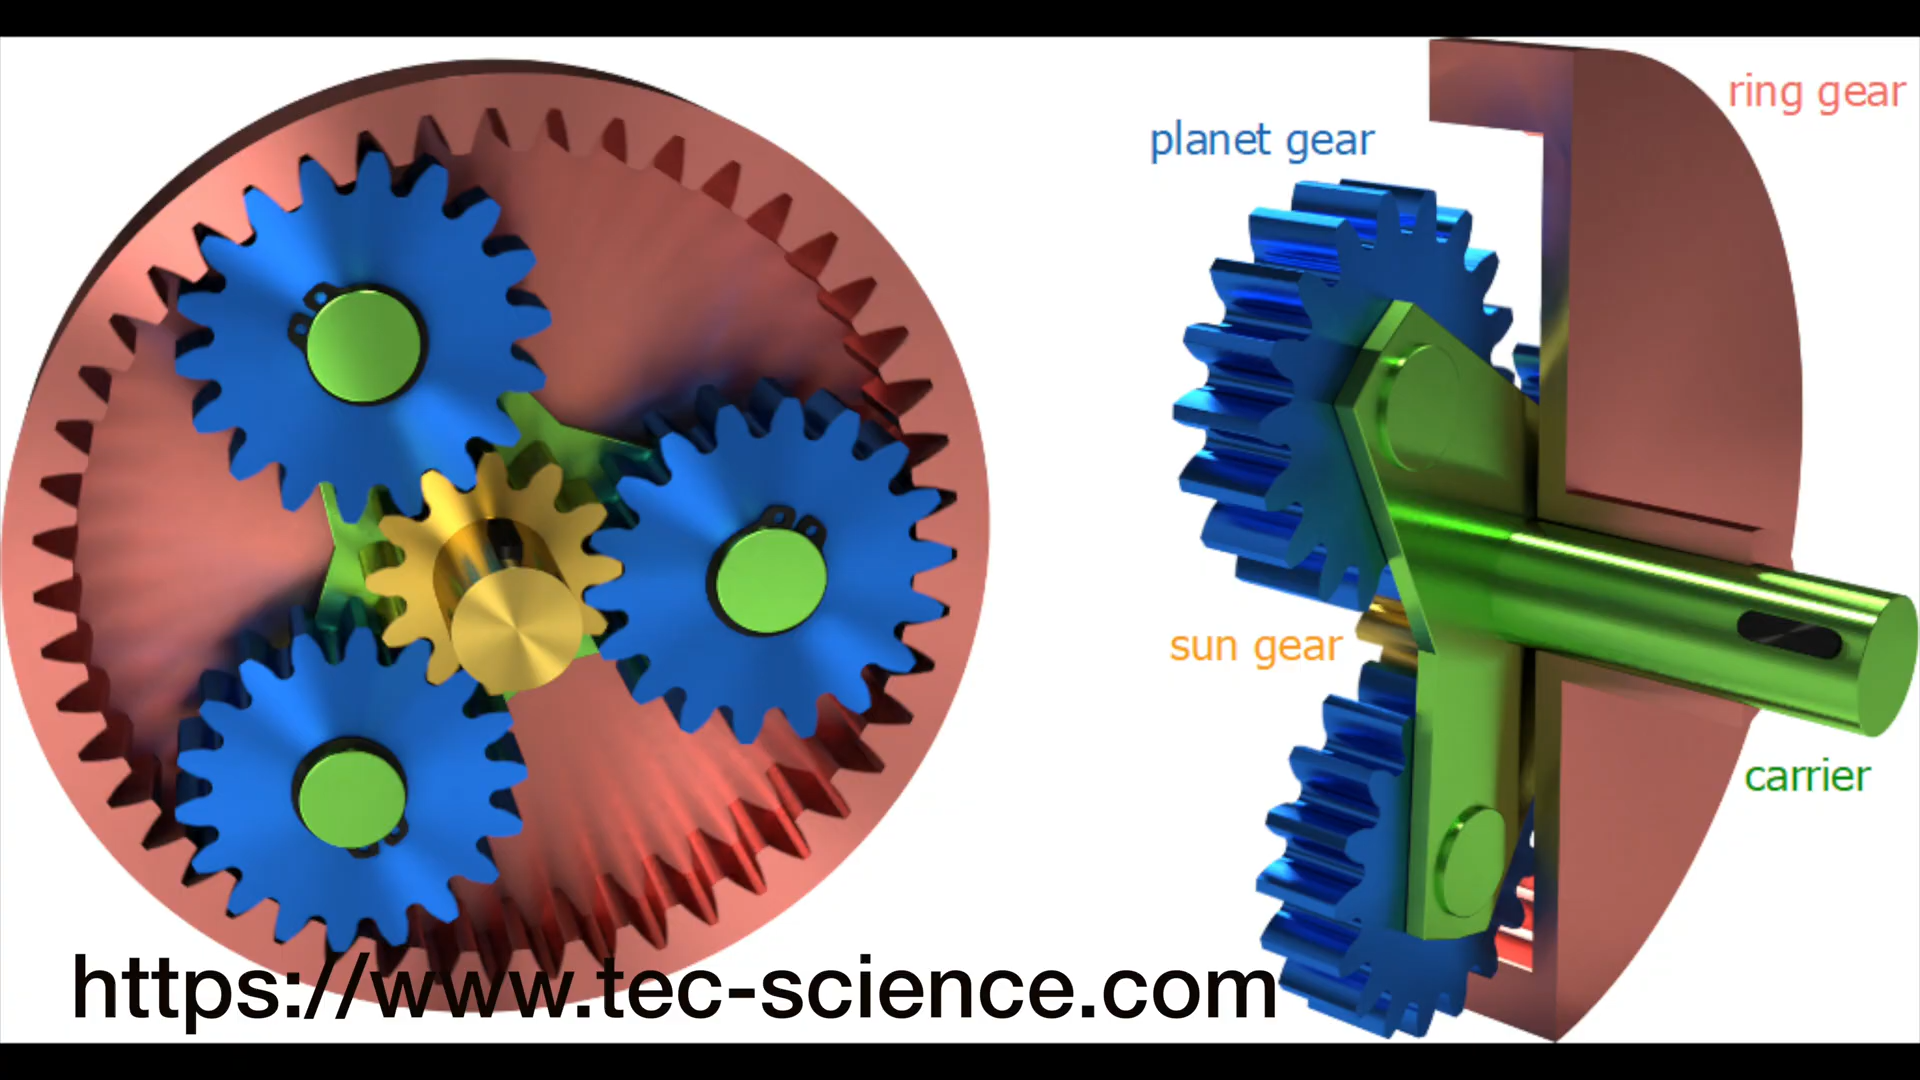 ring gear
planet gear
sun gear
carrier
https://www.tec-science.com